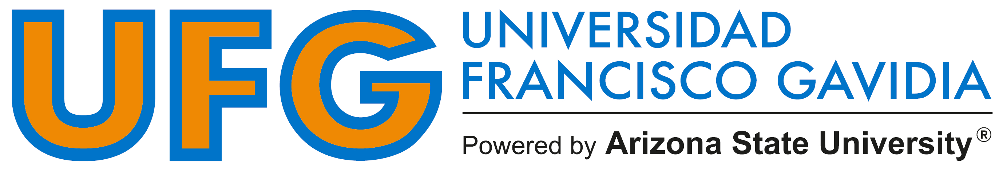 UFG
UNIVERSIDAD
FRANCISCO GAVIDIA
Powered by Arizona State University®